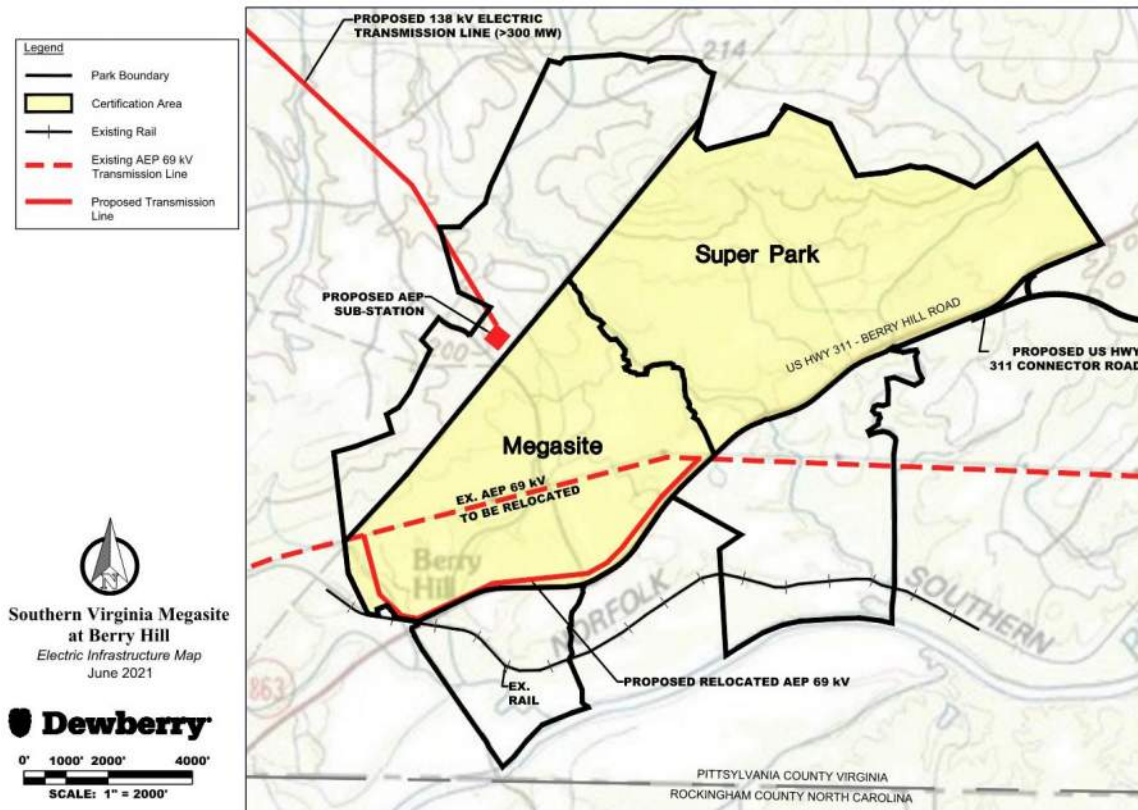 Legend
Park Boundary
Certification Area
Existing Rail
Existing AEP 69 kV
Transmission Line
Proposed Transmission
Line
N
Southern Virginia Megasite
at Berry Hill
Electric Infrastructure Map
June 2021
Dewberry
0' 1000' 2000' 4000'
SCALE: 1" = 2000'
PROPOSED 138 kV ELECTRIC
TRANSMISSION LINE (>300 MW)
214
Super Park
PROPOSED AEP
SUB-STATION
200
US HWY 311 - BERRY HILL ROAD
210
PROPOSED US HWY
311 CONNECTOR ROAD
Megasite
EX. AEP 69 kV
TO BE RELOCATED
Berry
Hill
NORFOLK SOUTHERN
863
EX.
RAIL
PROPOSED RELOCATED AEP 69 kV
PITTSYLVANIA COUNTY VIRGINIA
ROCKINGHAM COUNTY NORTH CAROLINA